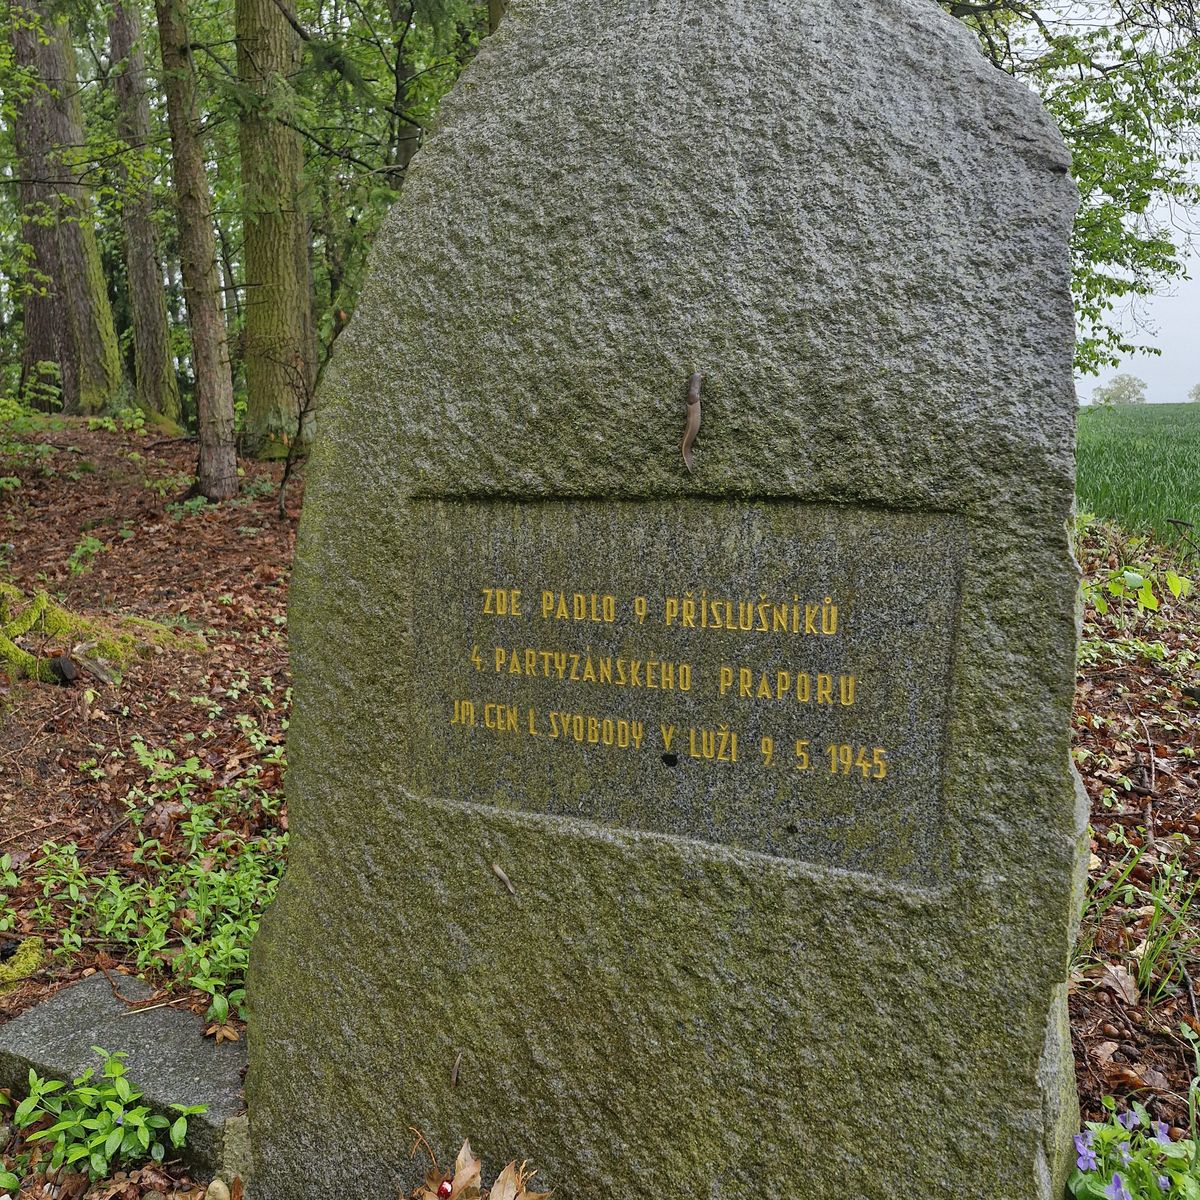 ZDE PADLO 9 PŘÍSLUŠNÍKŮ
4. PARTYZÁNSKÉHO PRAPORU
JM GEN L SVOBODY V LUŽI 9. 5. 1945